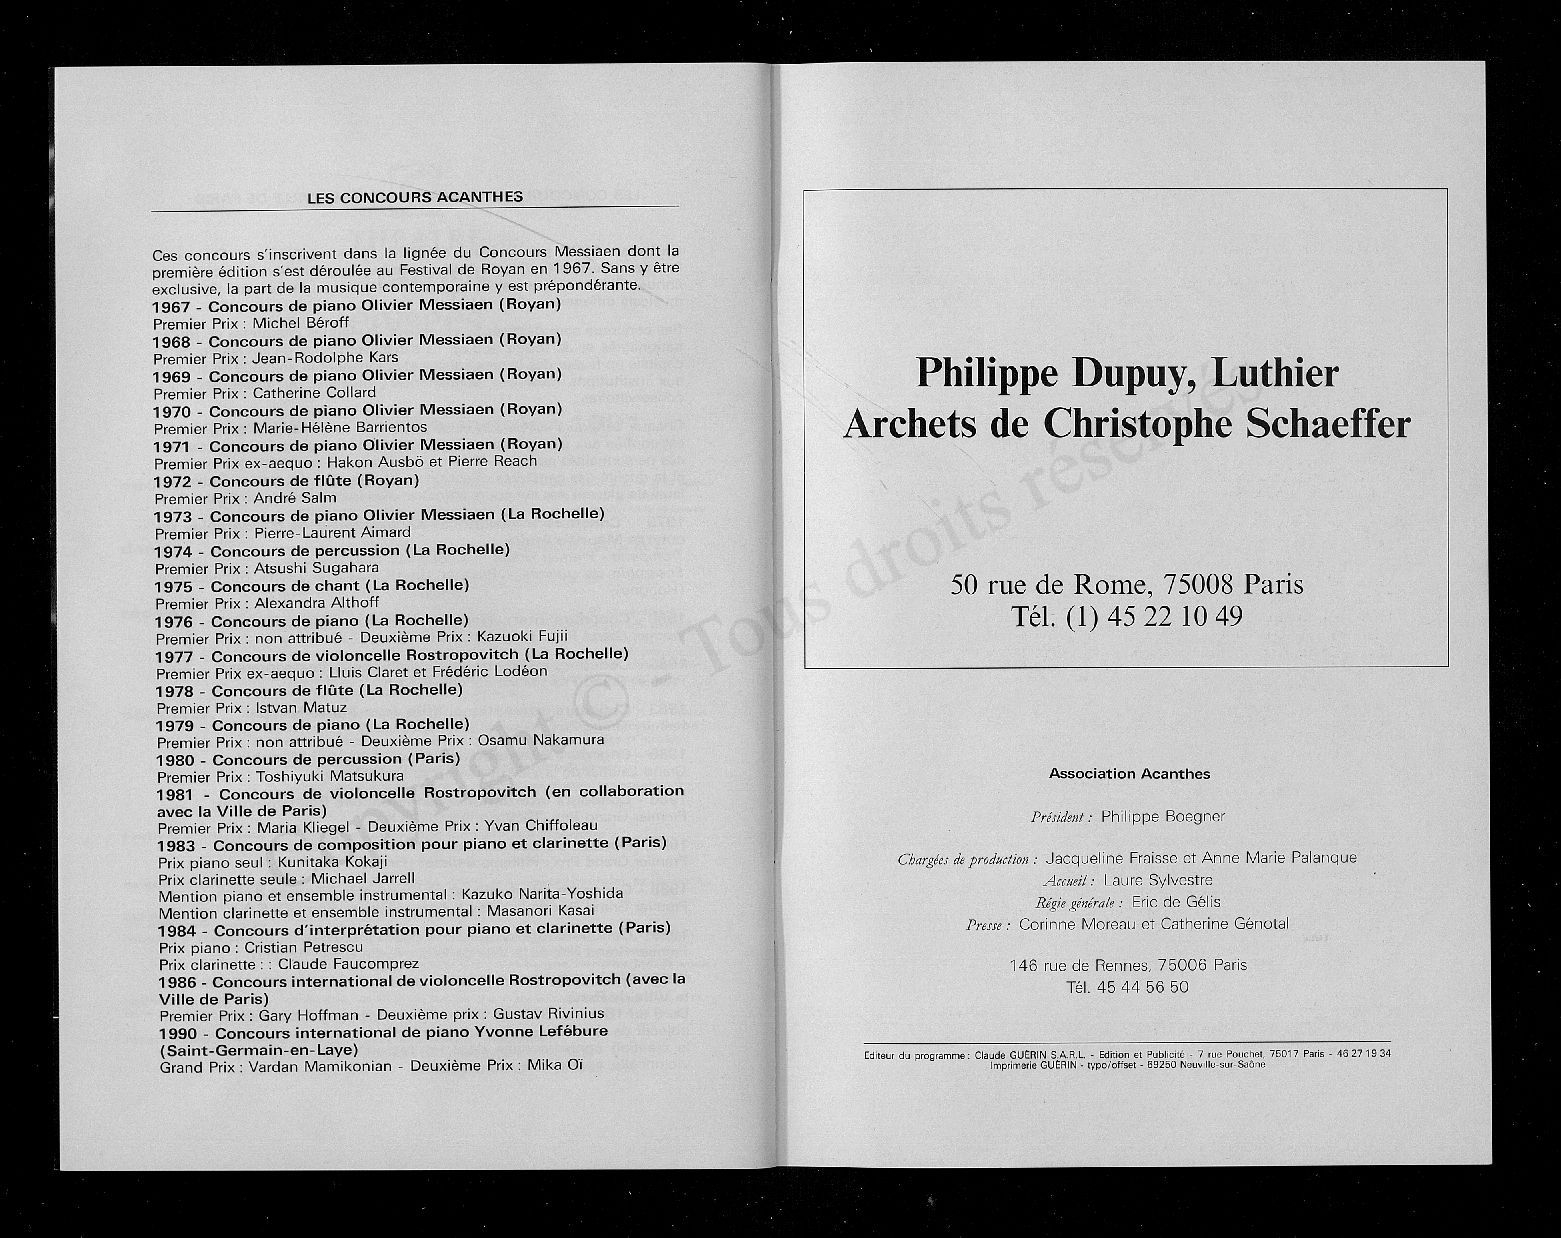 LES CONCOURS ACANTHES
Ces concours s'inscrivent dans la lignée du Concours Messiaen dont la
première édition s'est déroulée au Festival de Royan en 1967. Sans y être
exclusive, la part de la musique contemporaine y est prépondérante.
1967 - Concours de piano Olivier Messiaen (Royan)
Premier Prix : Michel Béroff
1968 - Concours de piano Olivier Messiaen (Royan)
Premier Prix : Jean-Rodolphe Kars
1969 - Concours de piano Olivier Messiaen (Royan)
Premier Prix : Catherine Collard
1970 - Concours de piano Olivier Messiaen (Royan)
Premier Prix : Marie-Hélène Barrientos
1971 - Concours de piano Olivier Messiaen (Royan)
Premier Prix ex-aequo : Hakon Ausbö et Pierre Reach
1972 - Concours de flûte (Royan)
Premier Prix : André Salm
1973 - Concours de piano Olivier Messiaen (La Rochelle)
Premier Prix : Pierre-Laurent Aimard
1974 - Concours de percussion (La Rochelle)
Premier Prix : Atsushi Sugahara
1975 - Concours de chant (La Rochelle)
Premier Prix : Alexandra Althoff
1976 - Concours de piano (La Rochelle)
Premier Prix : non attribué - Deuxième Prix : Kazuoki Fujii
1977 - Concours de violoncelle Rostropovitch (La Rochelle)
Premier Prix ex-aequo : Lluis Claret et Frédéric Lodéon
1978 - Concours de flûte (La Rochelle)
Premier Prix : Istvan Matuz
1979 - Concours de piano (La Rochelle)
Premier Prix : non attribué - Deuxième Prix : Osamu Nakamura
1980 - Concours de percussion (Paris)
Premier Prix : Toshiyuki Matsukura
1981 - Concours de violoncelle Rostropovitch (en collaboration
avec la Ville de Paris)
Premier Prix : Maria Kliegel - Deuxième Prix : Yvan Chiffoleau
1983 - Concours de composition pour piano et clarinette (Paris)
Prix piano seul : Kunitaka Kokaji
Prix clarinette seule : Michael Jarrell
Mention piano et ensemble instrumental : Kazuko Narita-Yoshida
Mention clarinette et ensemble instrumental : Masanori Kasai
1984 - Concours d'interprétation pour piano et clarinette (Paris)
Prix piano : Cristian Petrescu
Prix clarinette : : Claude Faucomprez
1986 - Concours international de violoncelle Rostropovitch (avec la
Ville de Paris)
Premier Prix : Gary Hoffman - Deuxième prix : Gustav Rivinius
1990 - Concours international de piano Yvonne Lefébure
(Saint-Germain-en-Laye)
Grand Prix : Vardan Mamikonian - Deuxième Prix : Mika Oï
Philippe Dupuy, Luthier
Archets de Christophe Schaeffer
50 rue de Rome, 75008 Paris
Tél. (1) 45 22 10 49
Association Acanthes
Président : Philippe Boegner
Chargées de production : Jacqueline Fraisse et Anne Marie Palanque
Accueil : Laure Sylvestre
Régie générale : Eric de Gélis
Presse : Corinne Moreau et Catherine Génotal
146 rue de Rennes, 75006 Paris
Tél. 45 44 56 50
Editeur du programme : Claude GUÉRIN S.A.R.L. - Edition et Publicité - 7 rue Pouchet, 75017 Paris - 46 27 19 34
Imprimerie GUÉRIN - typo/offset - 69250 Neuville-sur-Saône
Copyright © - Tous droits réservés